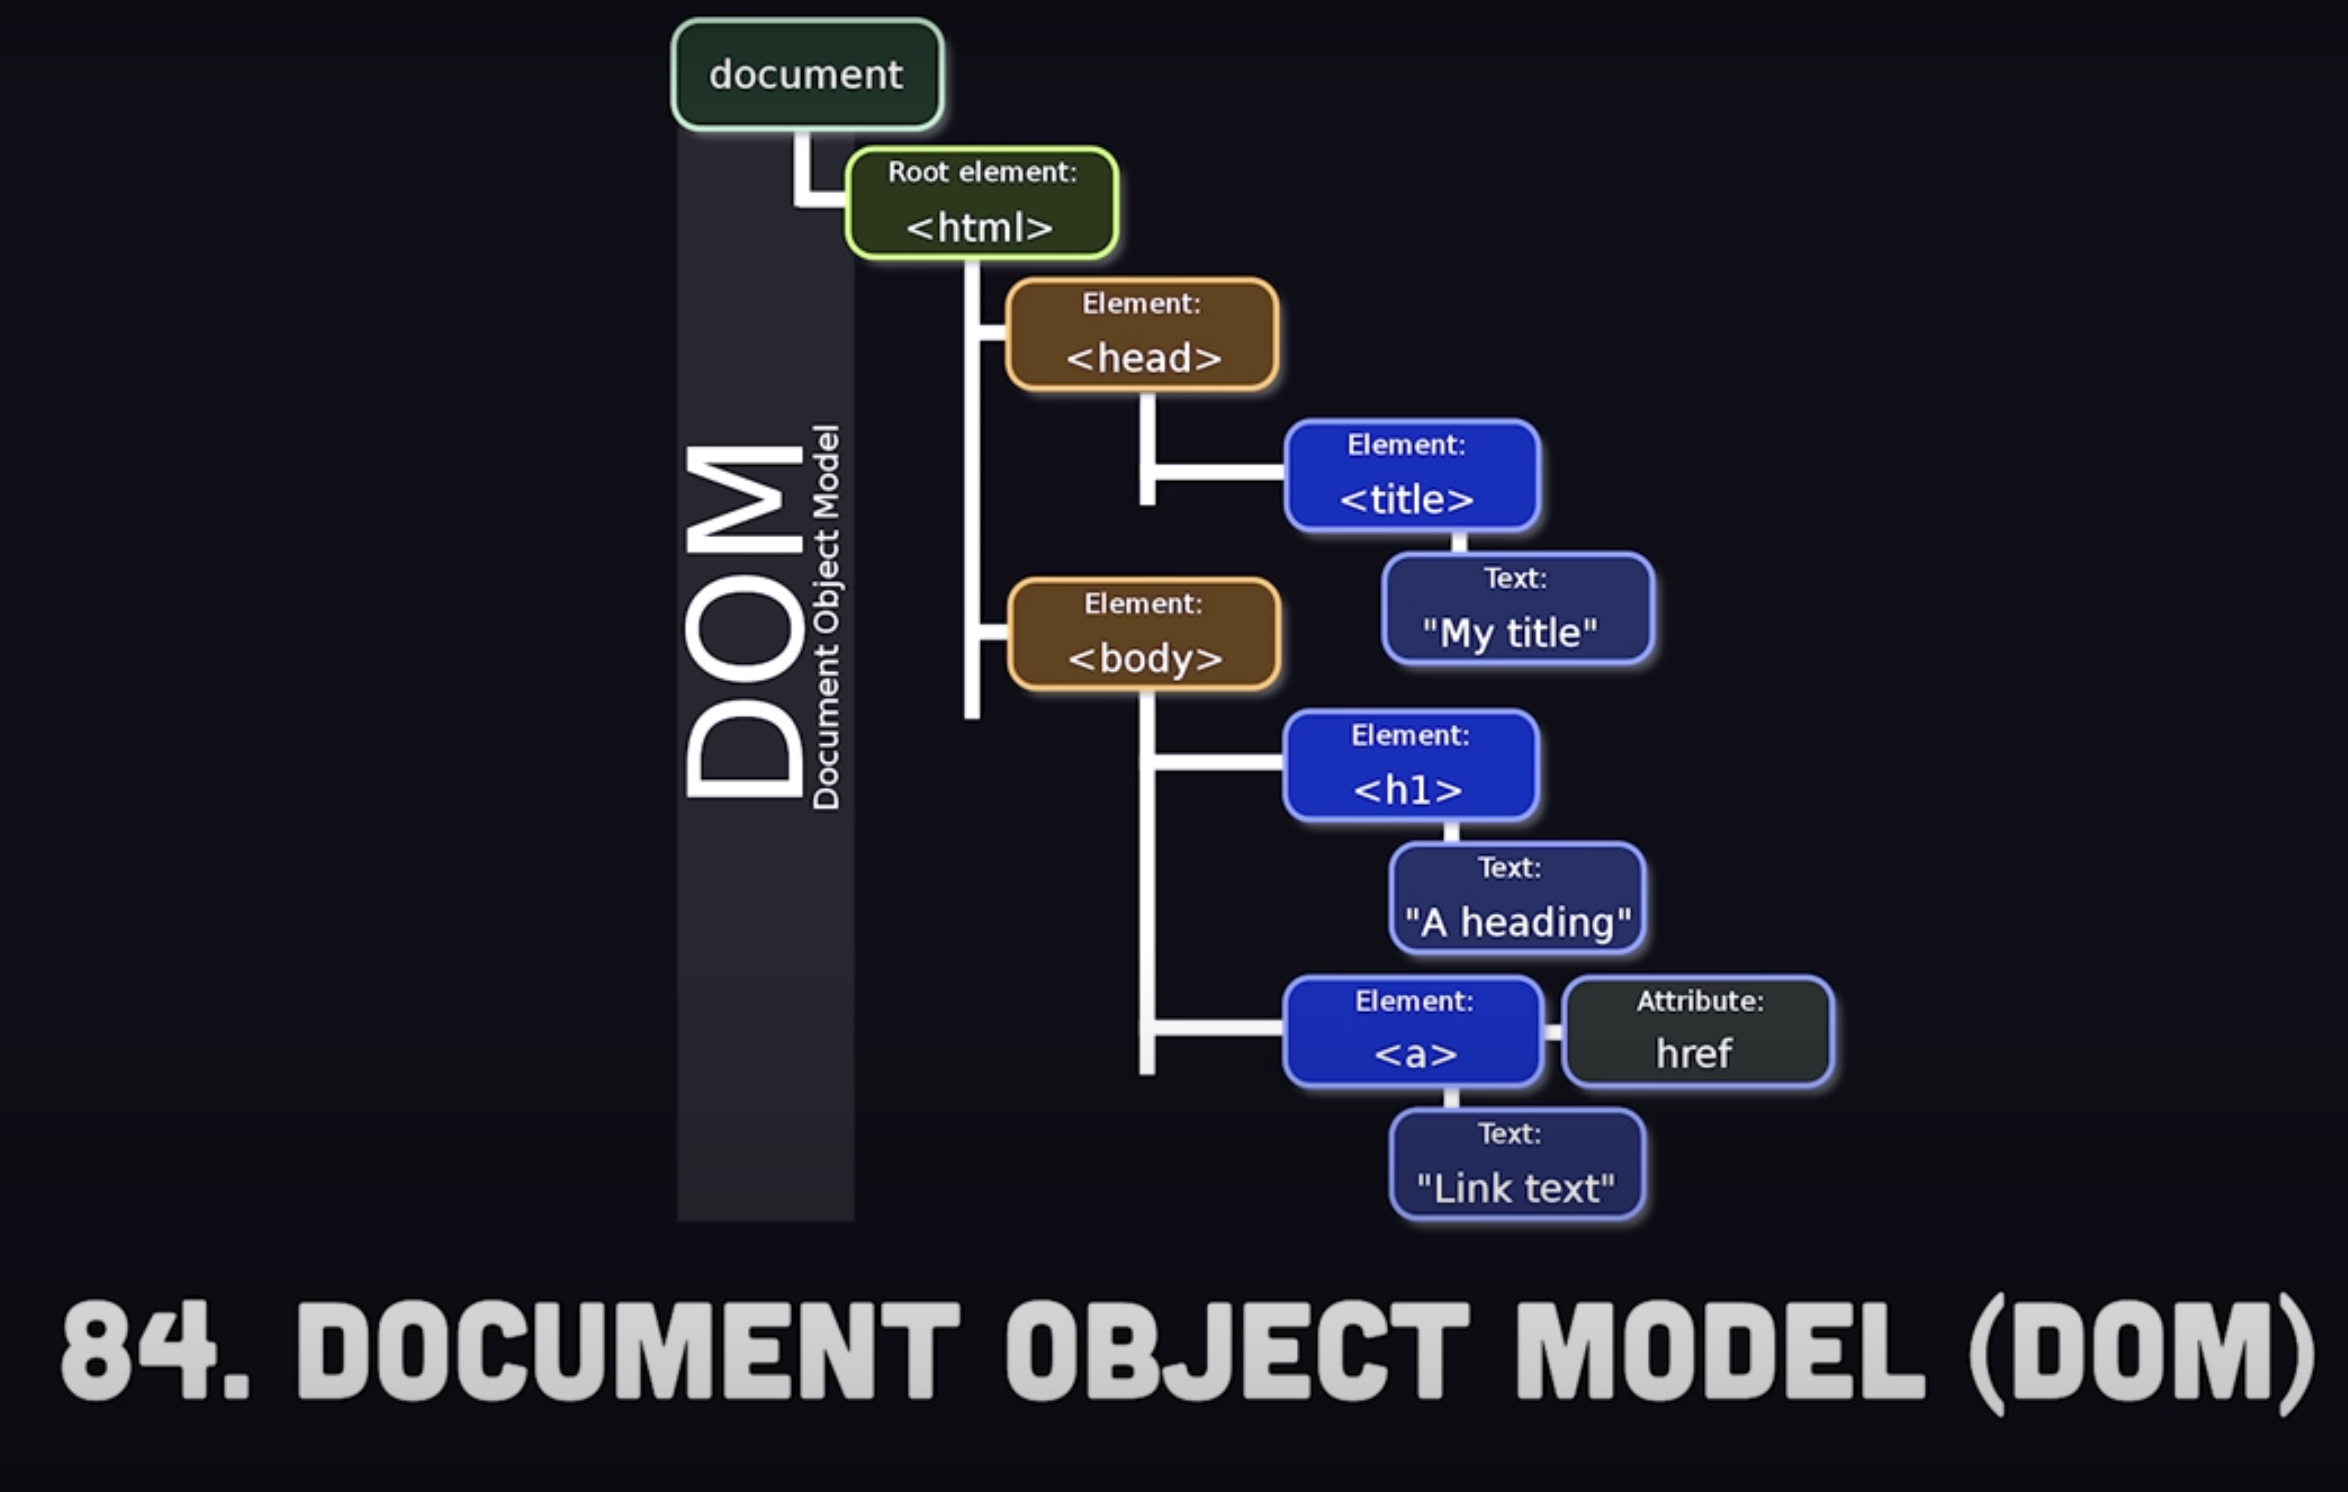 document
Root element:
<html>
Element:
<head>
Element:
<title>
Text:
"My title"
Element:
<body>
Element:
<h1>
Text:
"A heading"
Element:
<a>
Attribute:
href
Text:
"Link text"
DOM
Document Object Model
84. DOCUMENT OBJECT MODEL (DOM)